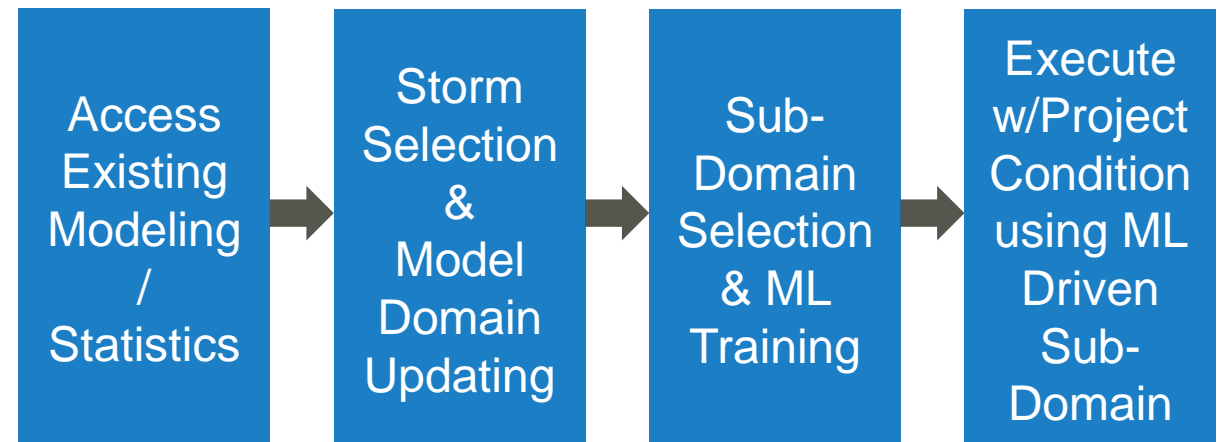 Access
Existing
Modeling
/
Statistics
Storm
Selection
&
Model
Domain
Updating
Sub-
Domain
Selection
& ML
Training
Execute
w/Project
Condition
using ML
Driven
Sub-
Domain